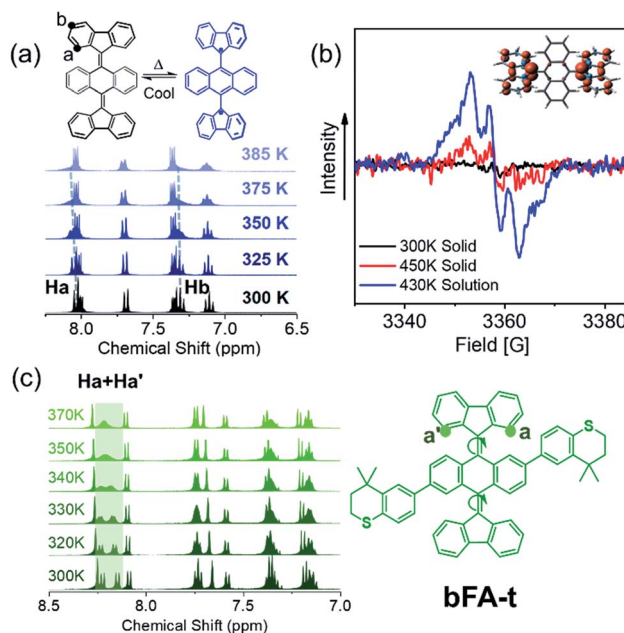 (a)
b
a
Δ
Cool
385 K
375 K
350 K
325 K
Ha
Hb
300 K
8.0 7.5 7.0 6.5
Chemical Shift (ppm)
(b)
Intensity
300K Solid
450K Solid
430K Solution
3340 3360 3380
Field [G]
(c)
Ha+Ha'
370K
350K
340K
330K
320K
300K
8.5 8.0 7.5 7.0
Chemical Shift (ppm)
a' a
S
S
bFA-t